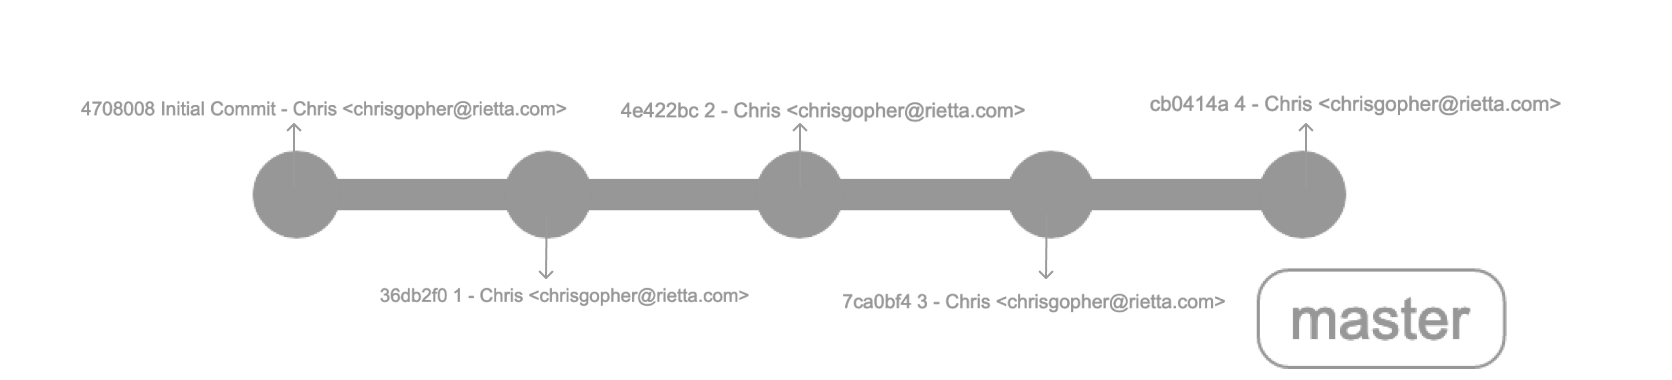 4708008 Initial Commit - Chris <chrisgopher@rietta.com>
4e422bc 2 - Chris <chrisgopher@rietta.com>
cb0414a 4 - Chris <chrisgopher@rietta.com>
36db2f0 1 - Chris <chrisgopher@rietta.com>
7ca0bf4 3 - Chris <chrisgopher@rietta.com>
master